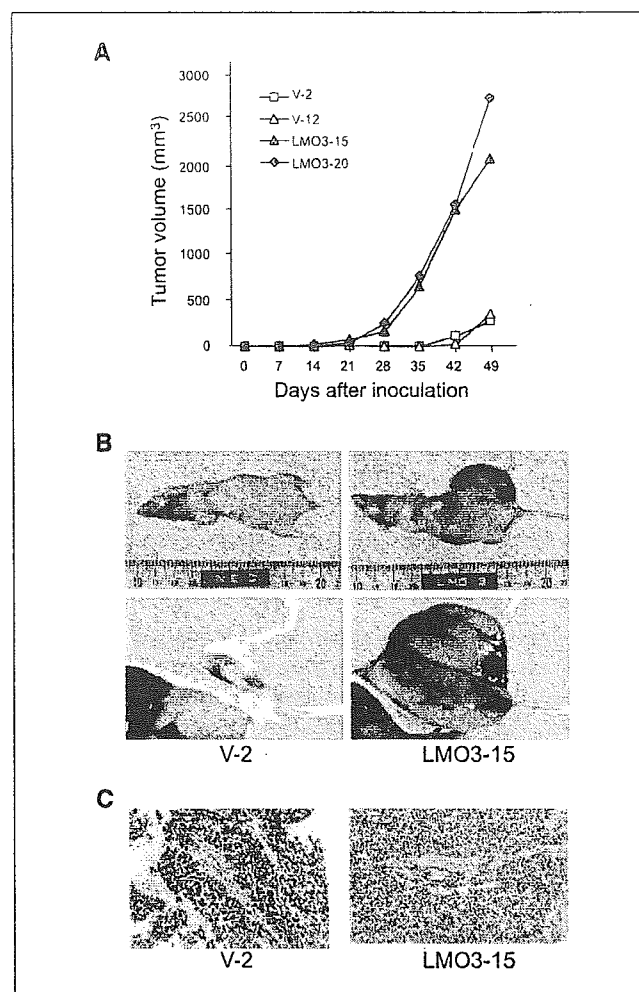 A
3000
2500
2000
1500
1000
500
0
Tumor volume (mm³)
V-2
V-12
LMO3-15
LMO3-20
0 7 14 21 28 35 42 49
Days after inoculation
B
V-2 LMO3-15
C
V-2 LMO3-15